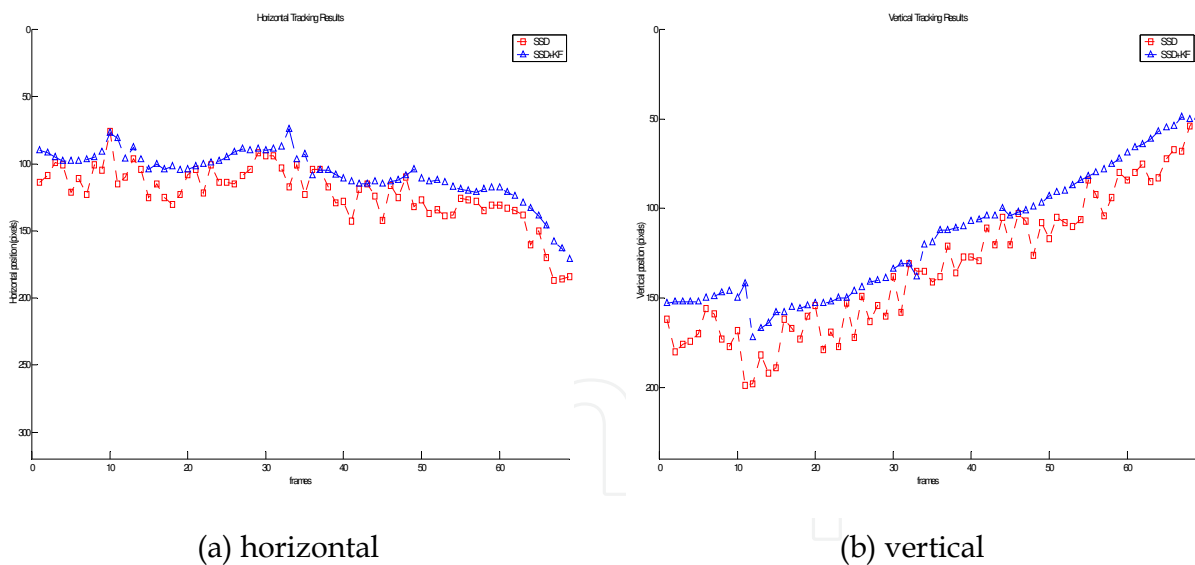 Horizontal Tracking Results
SSD
SSD+KF
0
50
100
150
200
250
300
Horizontal position(pixels)
0 10 20 30 40 50 60
frames
(a) horizontal
Vertical Tracking Results
SSD
SSD+KF
0
50
100
150
200
Vertical position(pixels)
0 10 20 30 40 50 60
frames
(b) vertical